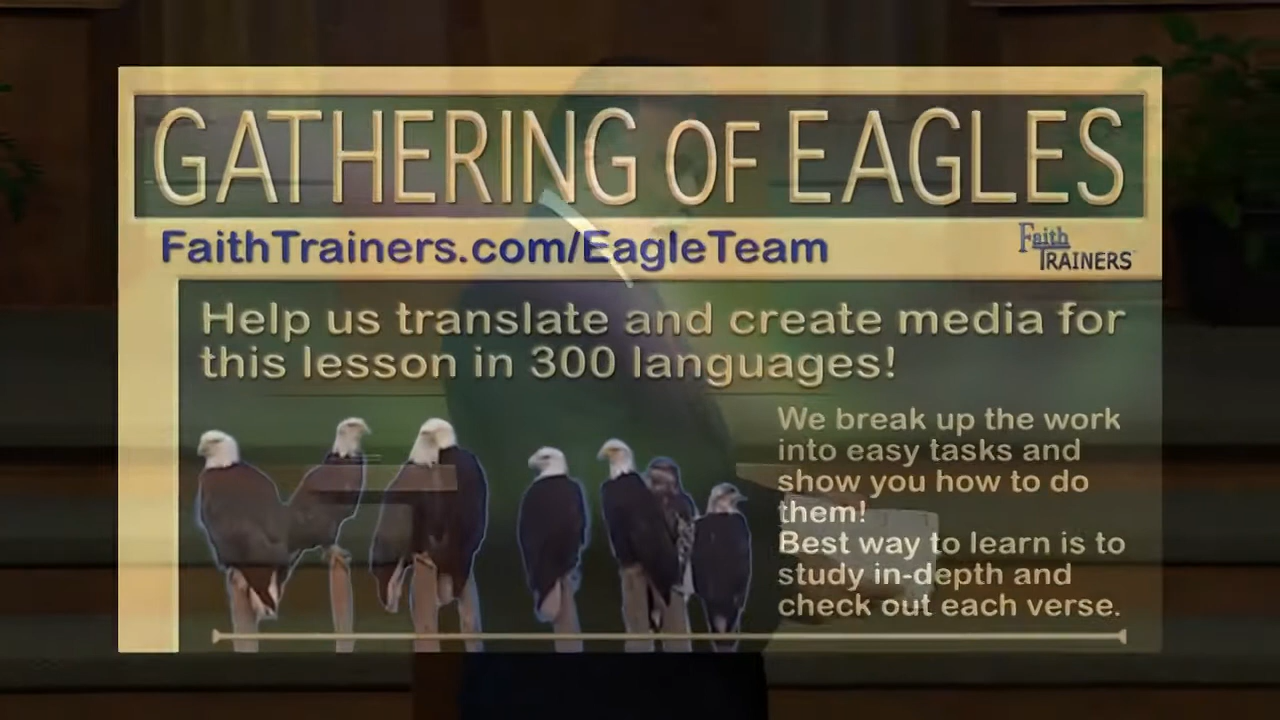 GATHERING OF EAGLES
FaithTrainers.com/EagleTeam
Faith
TRAINERS
Help us translate and create media for
this lesson in 300 languages!
We break up the work
into easy tasks and
show you how to do
them!
Best way to learn is to
study in-depth and
check out each verse.